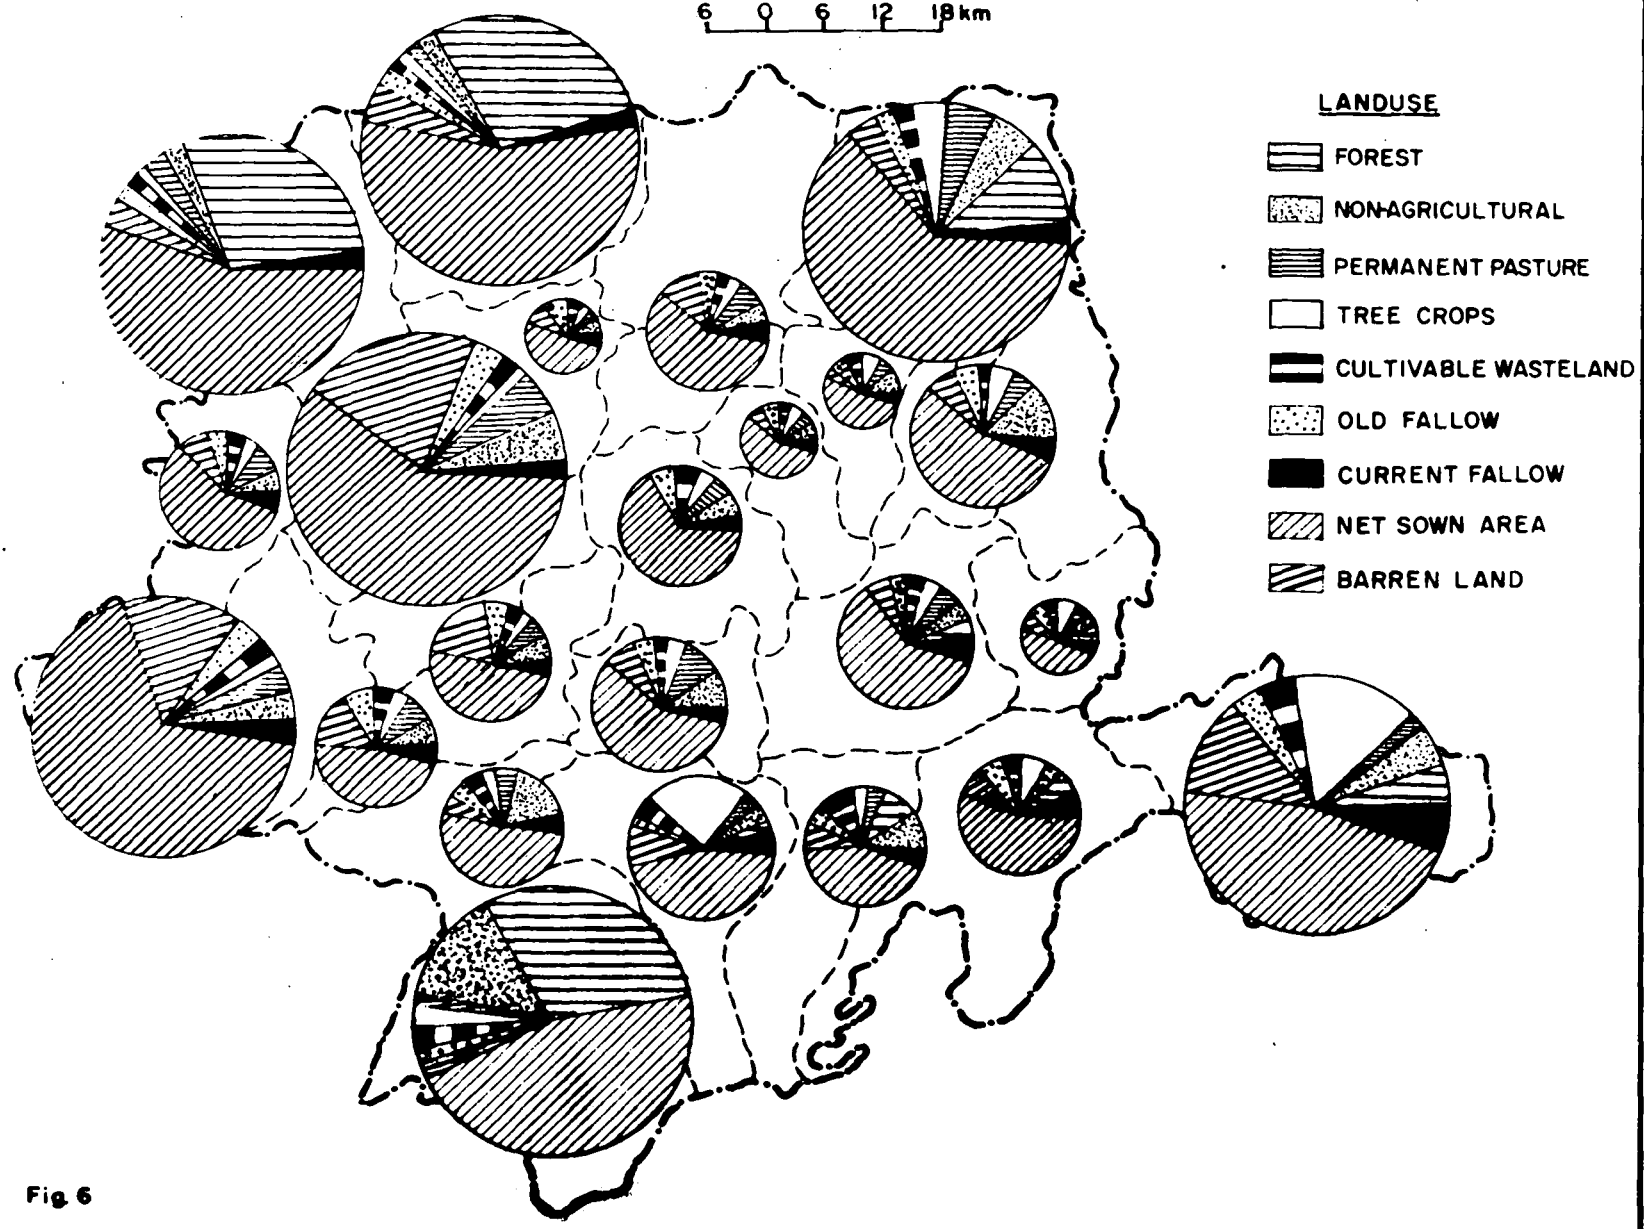 6 0 6 12 18 km
LANDUSE
FOREST
NON-AGRICULTURAL
PERMANENT PASTURE
TREE CROPS
CULTIVABLE WASTELAND
OLD FALLOW
CURRENT FALLOW
NET SOWN AREA
BARREN LAND
Fig. 6